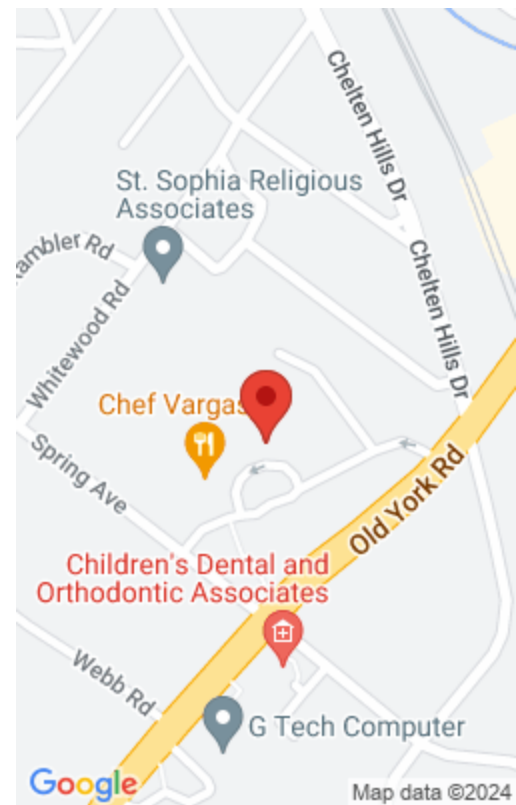 Chelten Hills Dr
St. Sophia Religious
Associates
Rambler Rd
Whitewood Rd
Chelten Hills Dr
Chef Vargas
Spring Ave
Old York Rd
Children's Dental and
Orthodontic Associates
Webb Rd
G Tech Computer
Google
Map data ©2024